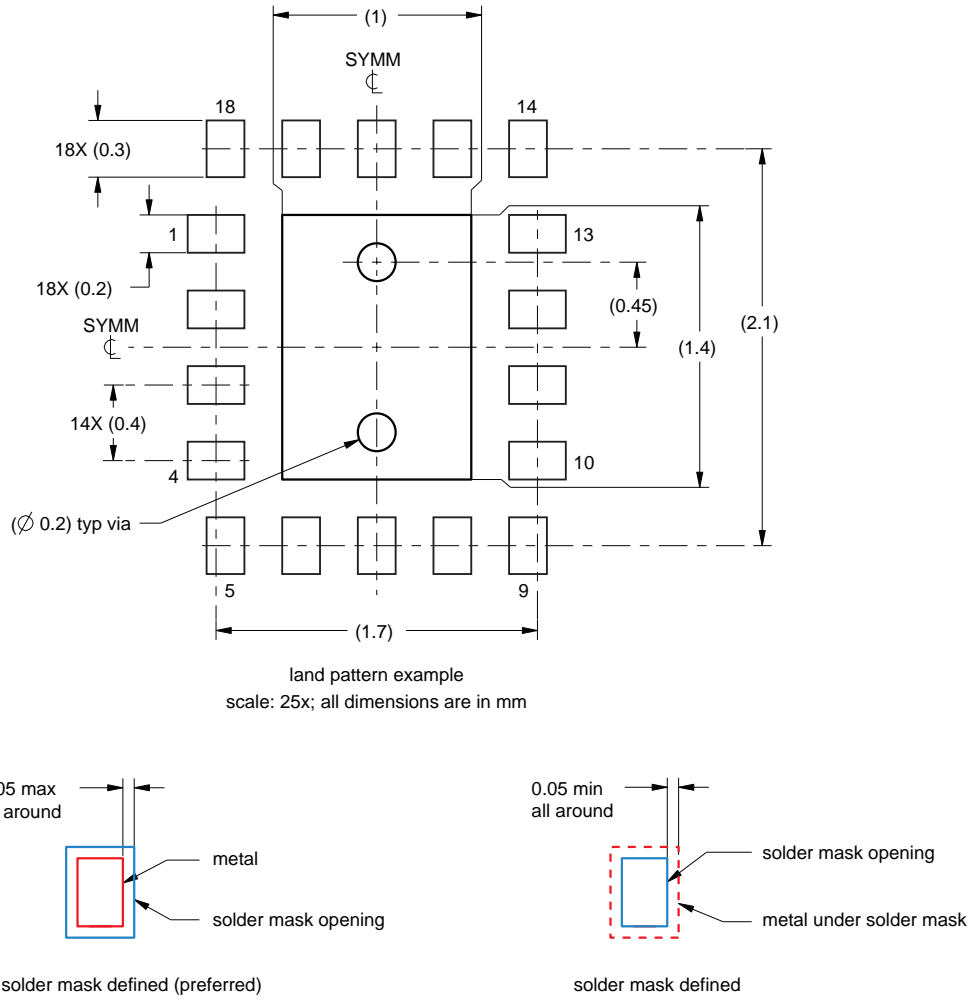 (1)
SYMM
℄
18
14
18X (0.3)
1
13
18X (0.2)
(0.45)
SYMM
℄
(2.1)
(1.4)
14X (0.4)
4
10
(∅ 0.2) typ via
5
9
(1.7)
land pattern example
scale: 25x; all dimensions are in mm
05 max
around
0.05 min
all around
metal
solder mask opening
solder mask opening
metal under solder mask
solder mask defined (preferred)
solder mask defined